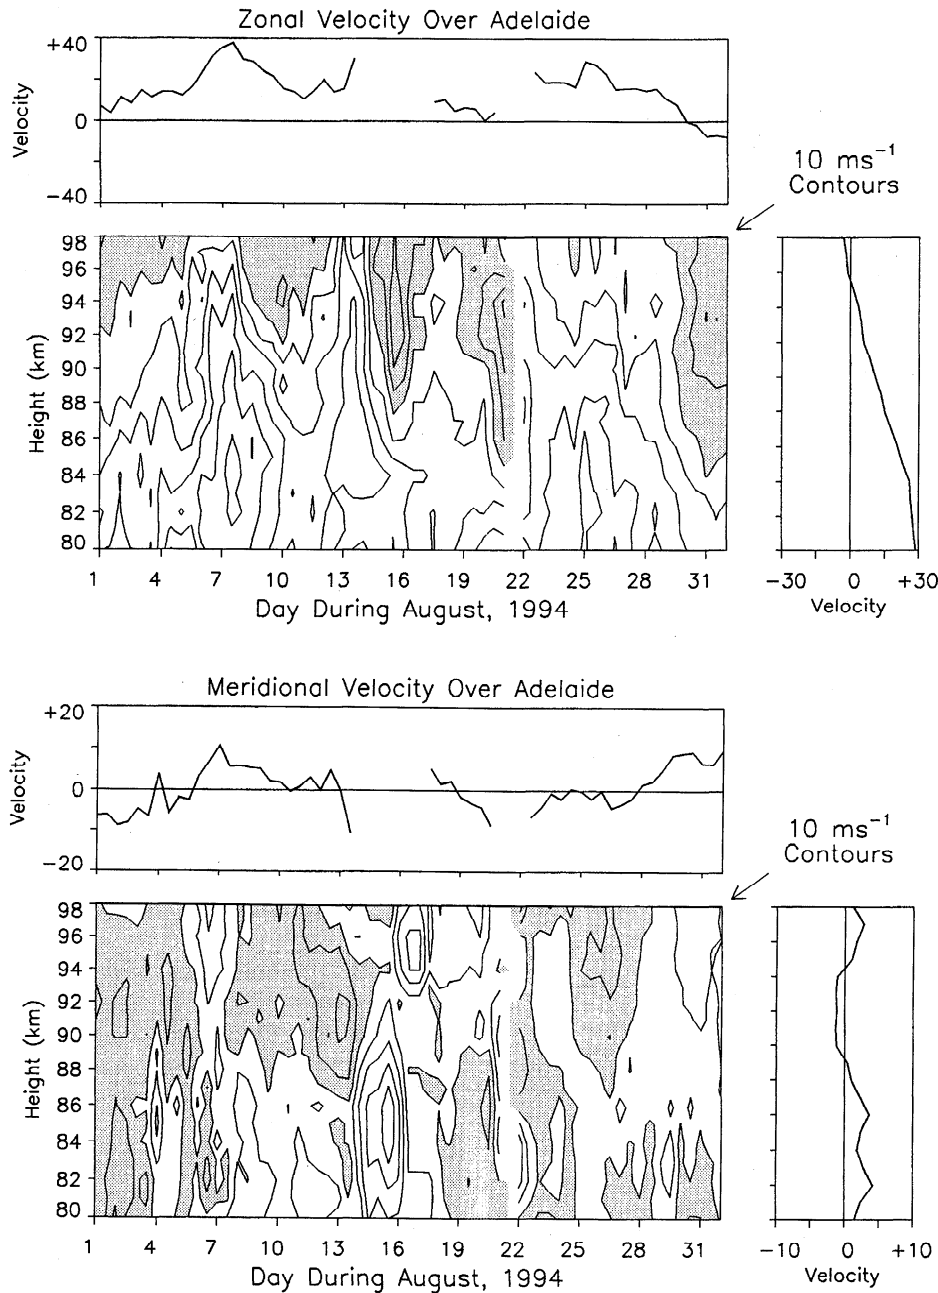 Zonal Velocity Over Adelaide
+40
0
−40
Velocity
10 ms⁻¹
Contours
98
96
94
92
90
88
86
84
82
80
Height (km)
1 4 7 10 13 16 19 22 25 28 31
Day During August, 1994
−30 0 +30
Velocity
Meridional Velocity Over Adelaide
+20
0
−20
Velocity
10 ms⁻¹
Contours
98
96
94
92
90
88
86
84
82
80
Height (km)
1 4 7 10 13 16 19 22 25 28 31
Day During August, 1994
−10 0 +10
Velocity